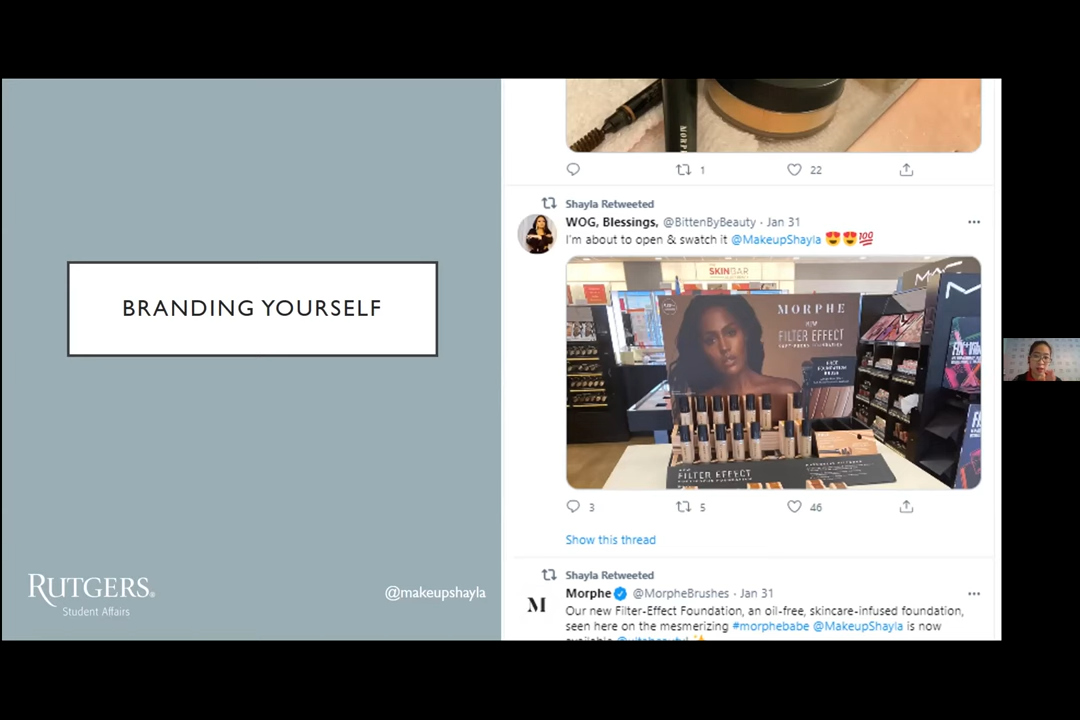 BRANDING YOURSELF
RUTGERS®
Student Affairs
@makeupshayla
1
22
Shayla Retweeted
WOG, Blessings, @BittenByBeauty · Jan 31
I'm about to open & swatch it @MakeupShayla 😍😍💯
SKINBAR
MORPHE
FILTER EFFECT
FILTER EFFECT
3
5
46
Show this thread
Shayla Retweeted
M
Morphe @MorpheBrushes · Jan 31
Our new Filter-Effect Foundation, an oil-free, skincare-infused foundation,
seen here on the mesmerizing #morphebabe @MakeupShayla is now